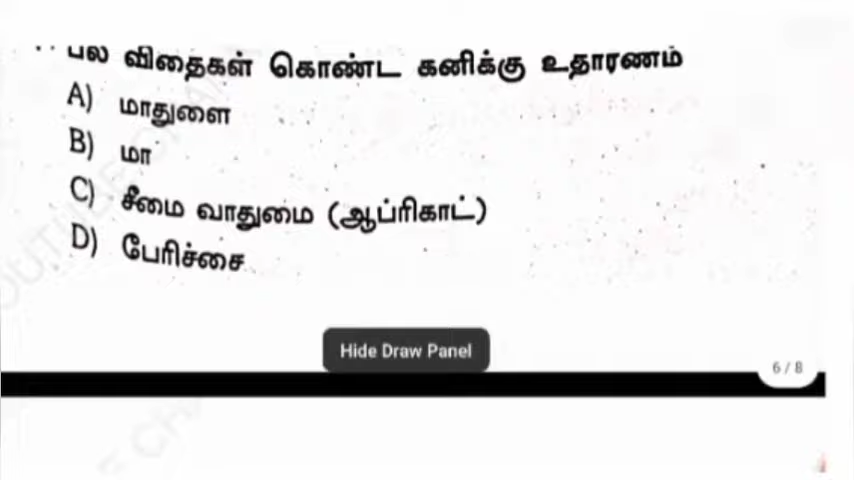 பல விதைகள் கொண்ட கனிக்கு உதாரணம்
A) மாதுளை
B) மா
C) சீமை வாதுமை (ஆப்ரிகாட்)
D) பேரிச்சை
Hide Draw Panel
6 / 8